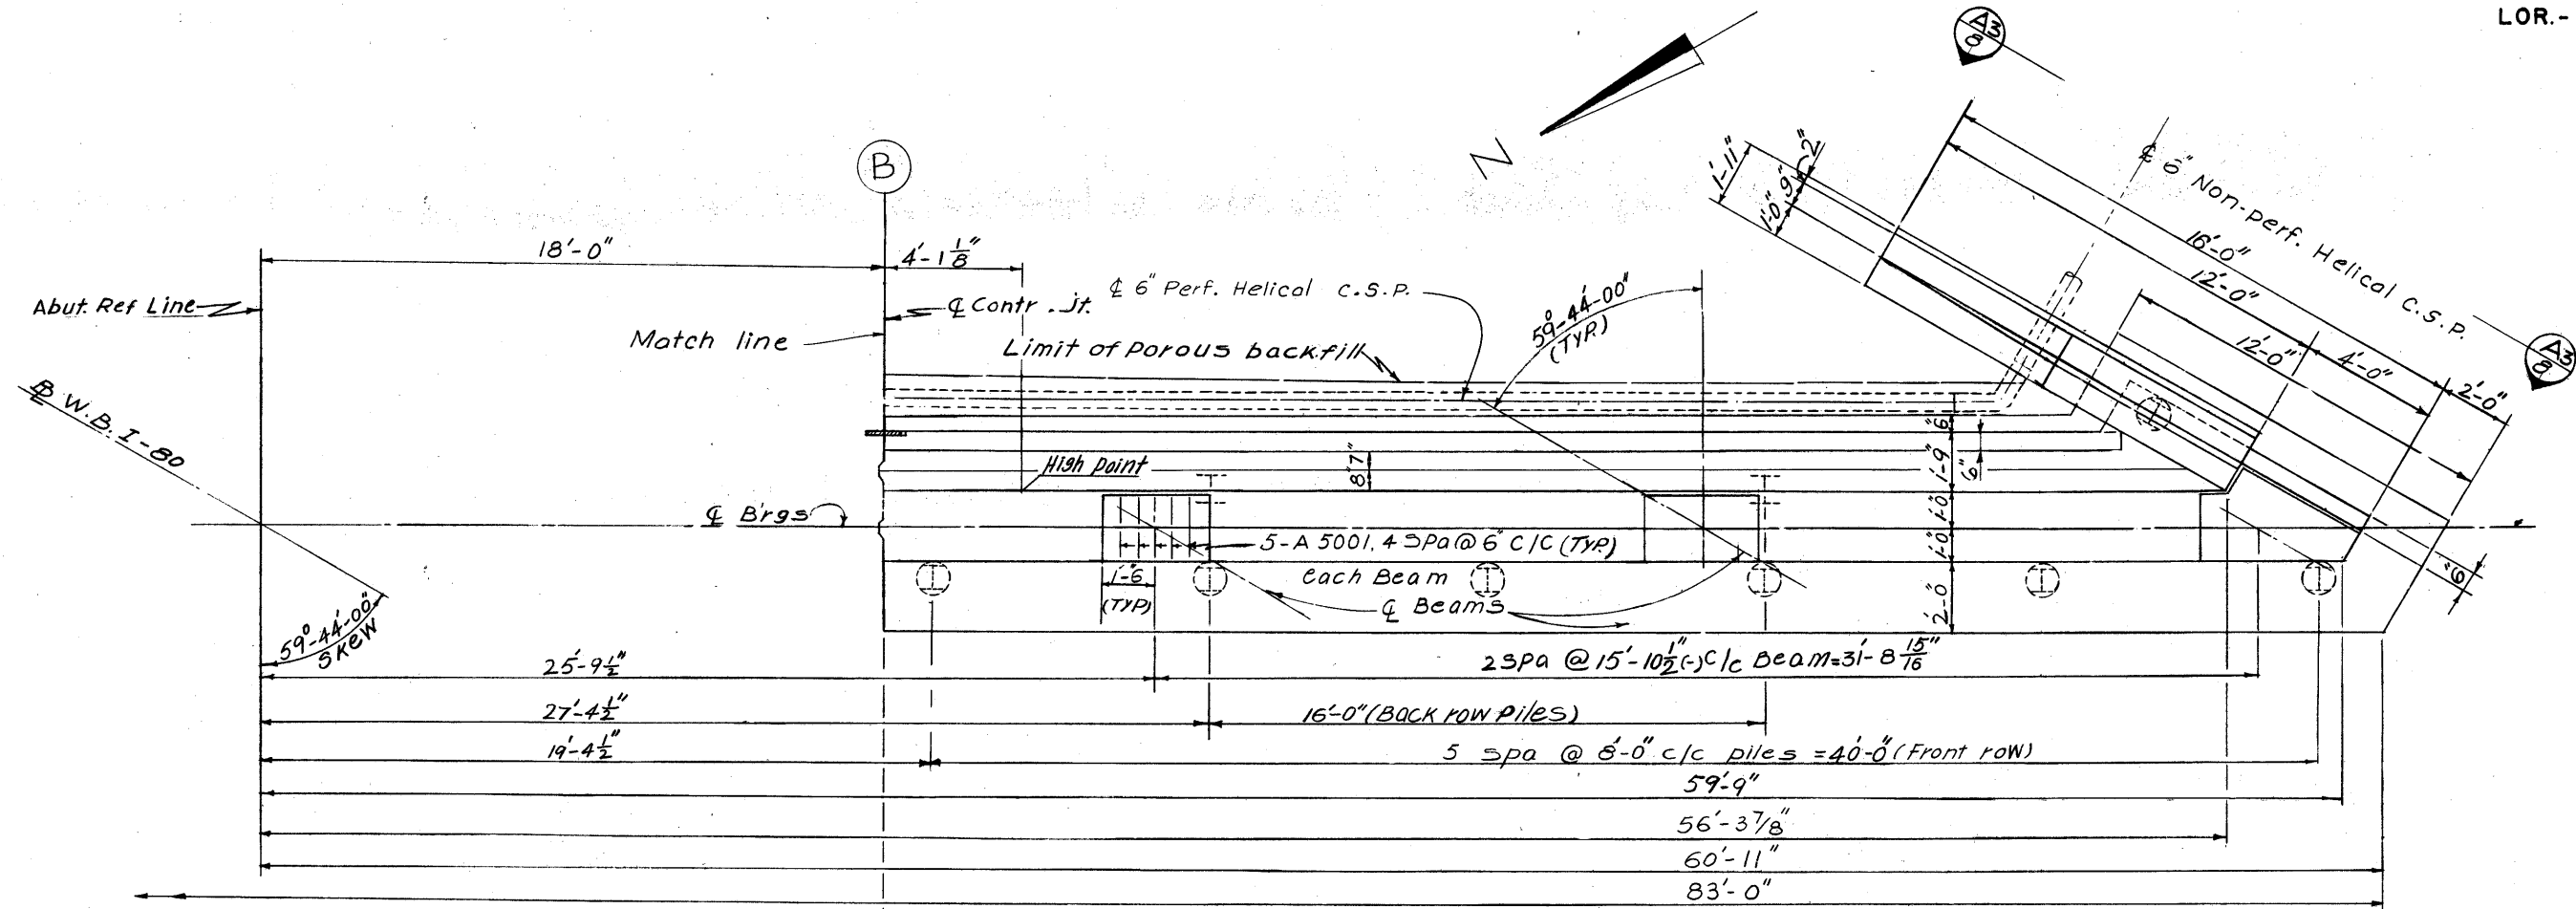 LOR.-
A3
8
B
N
1'-11"
2"
9"
1'-0"
℄ 6" Non-perf. Helical C.S.P.
16'-0"
12'-0"
12'-0"
4'-0"
2'-0"
A3
8
18'-0"
4'-1 1/8"
Abut. Ref Line
℄ Contr. jt.
Match line
℄ 6" Perf. Helical C.S.P.
Limit of Porous backfill
59°-44'-00"
(TYP.)
W.B. I-80
High point
8"
7"
6"
1'-9"
6"
1'-0"
1'-0"
2'-0"
6"
℄ B'rgs
5-A 5001, 4 Spa @ 6" C/C (TYP.)
each Beam
1'-6
(TYP)
℄ Beams
59°-44'-00"
Skew
25'-9 1/2"
2 Spa @ 15'-10 1/2"(-) C/c Beam=31'-8 15/16"
27'-4 1/2"
16'-0" (Back row Piles)
19'-4 1/2"
5 spa @ 8'-0" c/c piles = 40'-0" (Front row)
59'-9"
56'-3 7/8"
60'-11"
83'-0"